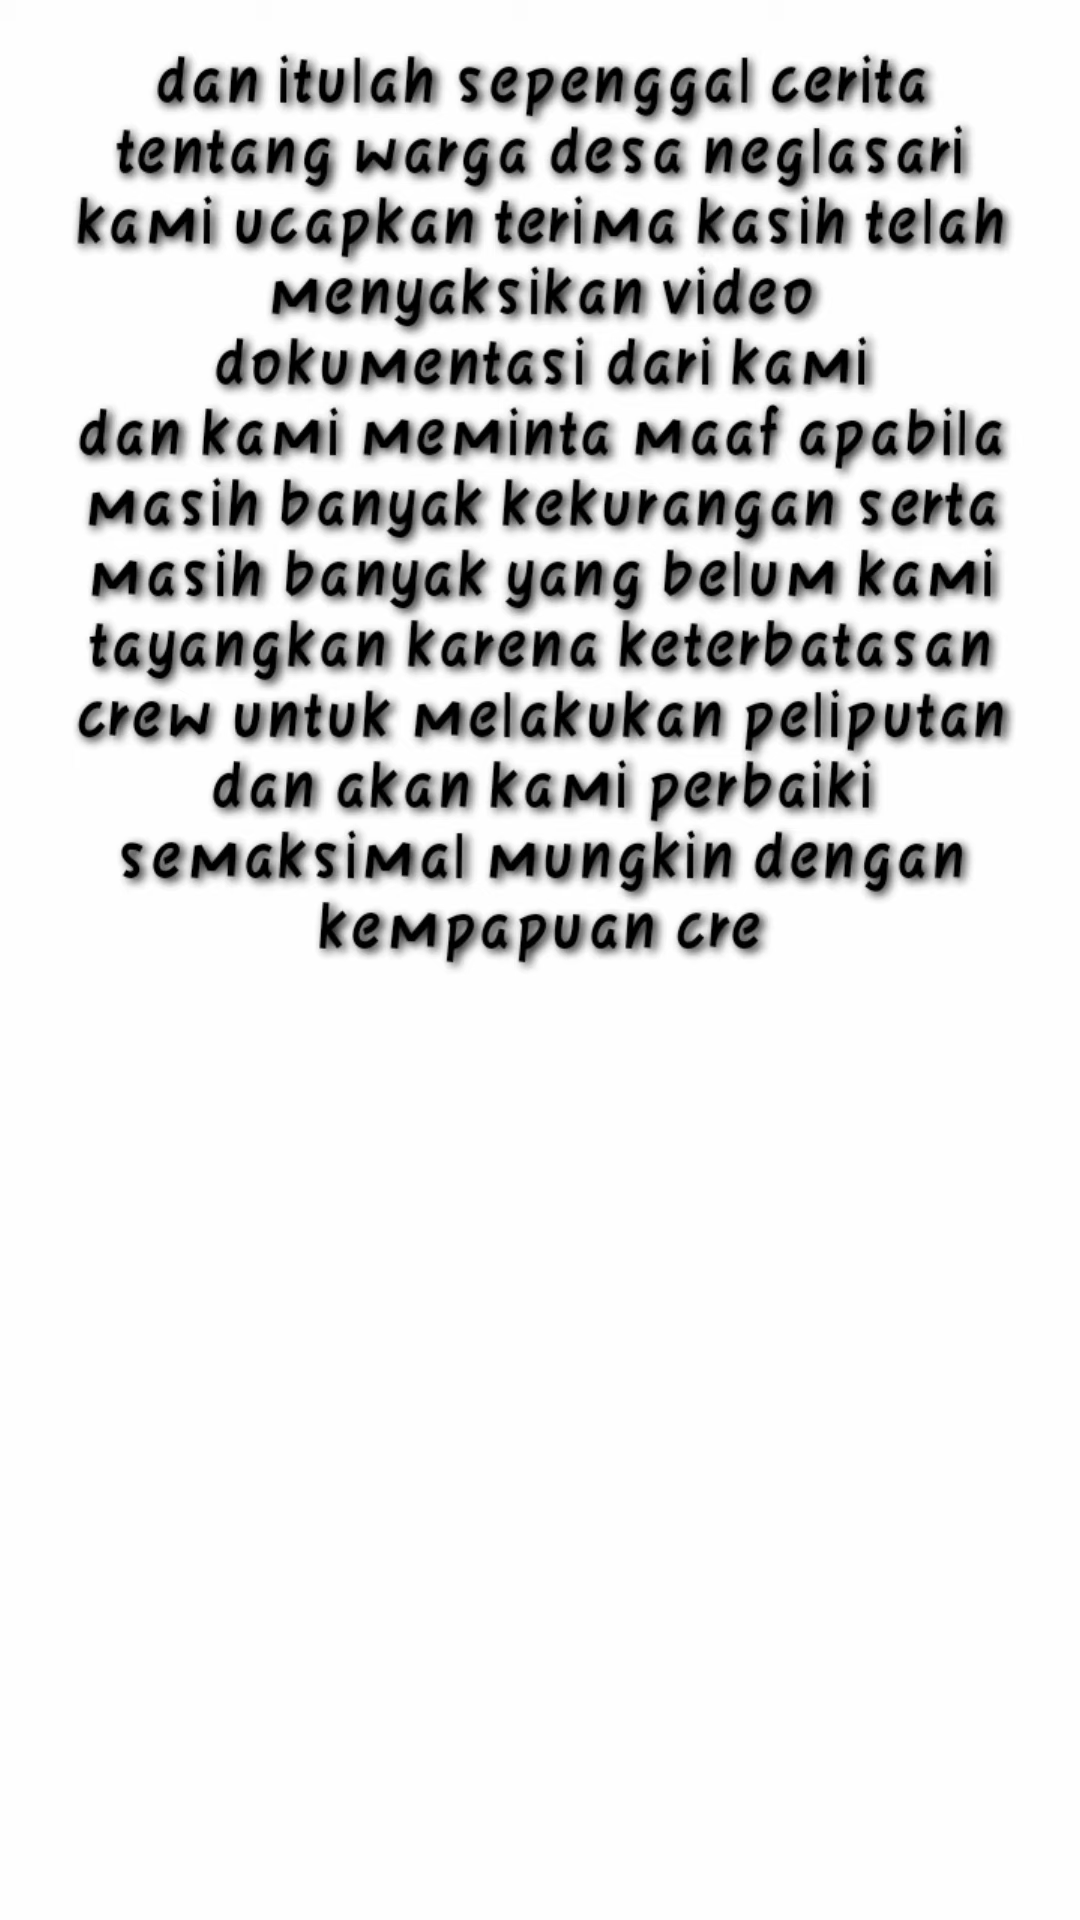 dan itulah sepenggal cerita
tentang warga desa neglasari
kami ucapkan terima kasih telah
menyaksikan video
dokumentasi dari kami
dan kami meminta maaf apabila
masih banyak kekurangan serta
masih banyak yang belum kami
tayangkan karena keterbatasan
crew untuk melakukan peliputan
dan akan kami perbaiki
semaksimal mungkin dengan
kempapuan cre